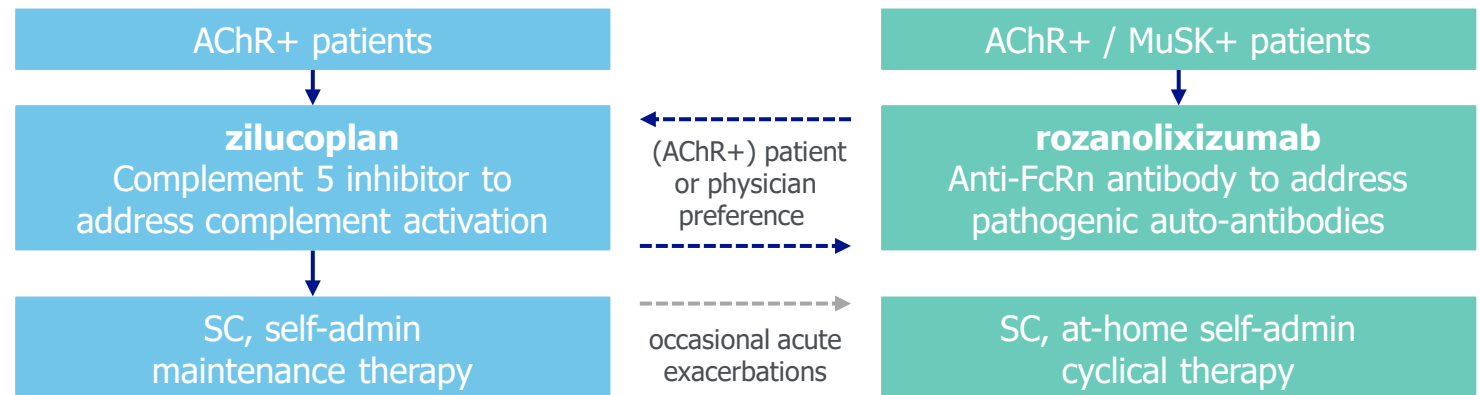 AChR+ patients
zilucoplan
Complement 5 inhibitor to
address complement activation
SC, self-admin
maintenance therapy
(AChR+) patient
or physician
preference
occasional acute
exacerbations
AChR+ / MuSK+ patients
rozanolixizumab
Anti-FcRn antibody to address
pathogenic auto-antibodies
SC, at-home self-admin
cyclical therapy